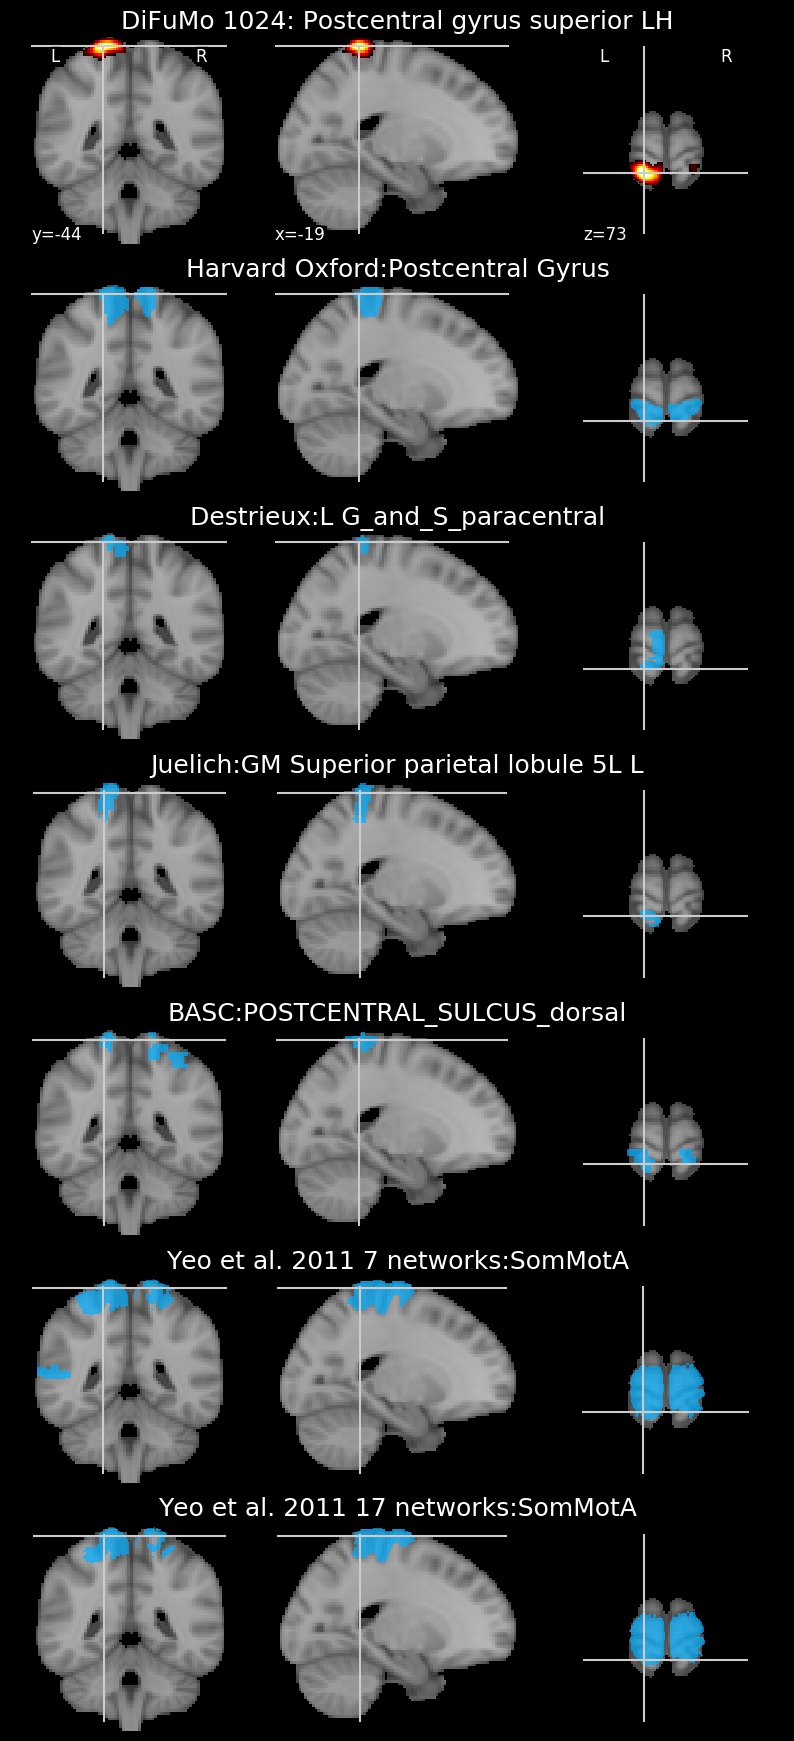 DiFuMo 1024: Postcentral gyrus superior LH
L R L R
y=-44 x=-19 z=73
Harvard Oxford:Postcentral Gyrus
Destrieux:L G_and_S_paracentral
Juelich:GM Superior parietal lobule 5L L
BASC:POSTCENTRAL_SULCUS_dorsal
Yeo et al. 2011 7 networks:SomMotA
Yeo et al. 2011 17 networks:SomMotA